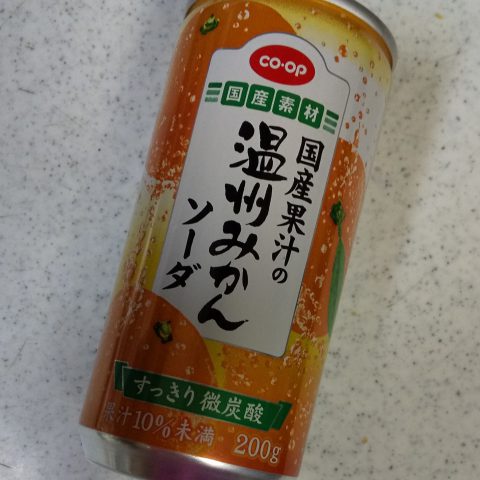 CO·OP
国産素材
国産果汁の
温州みかん
ソーダ
すっきり微炭酸
果汁10%未満 200g